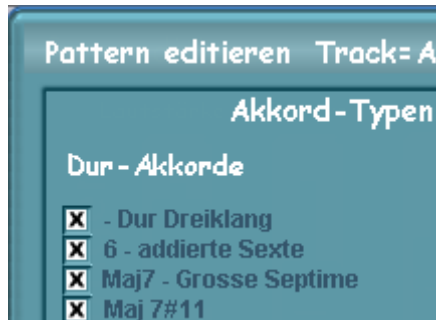 Pattern editieren Track= A
Akkord-Typen
Dur-Akkorde
- Dur Dreiklang
6 - addierte Sexte
Maj7 - Grosse Septime
Maj 7#11